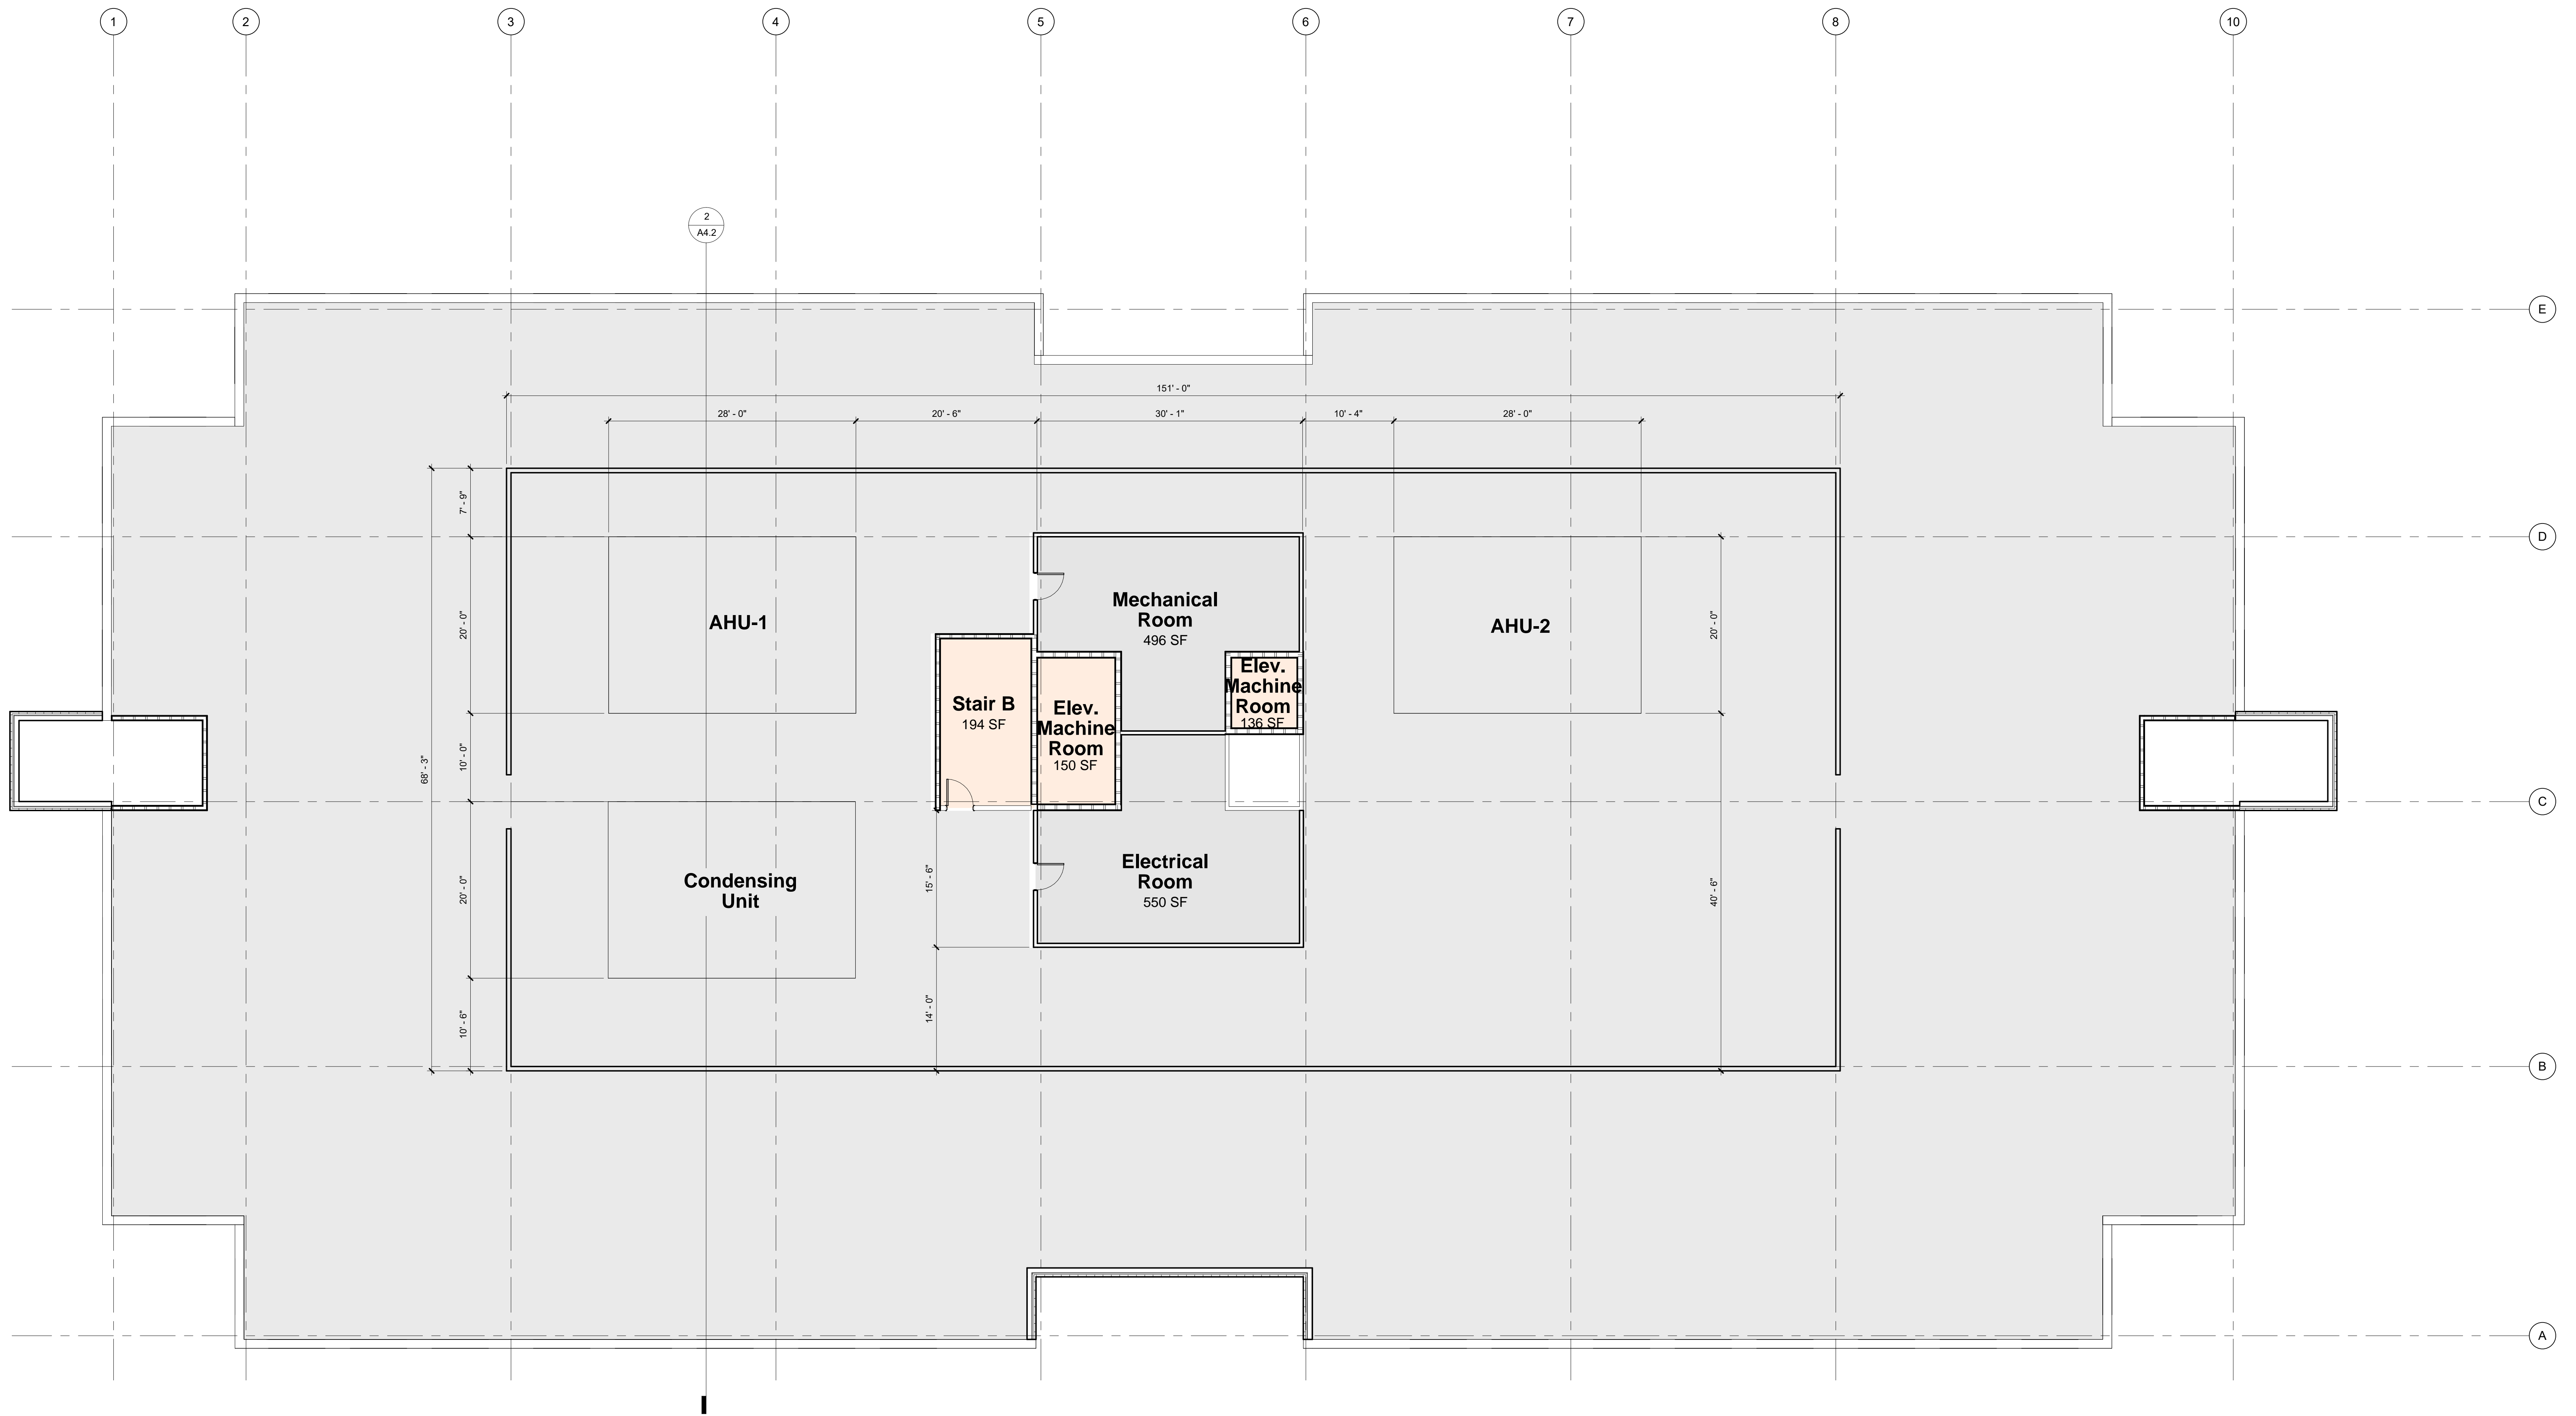 1
2
3
4
5
6
7
8
10
2
A4.2
E
151' - 0"
28' - 0"
20' - 6"
30' - 1"
10' - 4"
28' - 0"
7' - 9"
D
Mechanical
Room
496 SF
AHU-1
AHU-2
20' - 0"
20' - 0"
Elev.
Machine
Room
136 SF
Stair B
194 SF
Elev.
Machine
Room
150 SF
68' - 3"
10' - 0"
C
Electrical
Room
550 SF
Condensing
Unit
20' - 0"
15' - 6"
40' - 6"
14' - 0"
10' - 6"
B
A